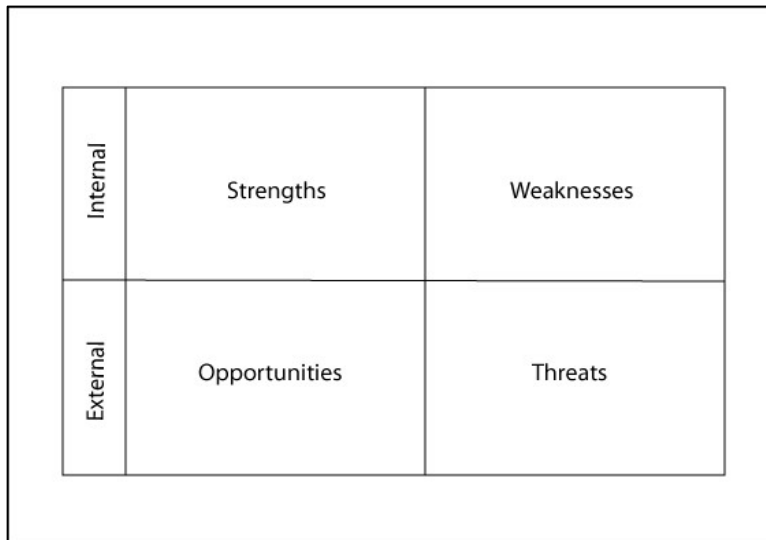 Internal
Strengths
Weaknesses
External
Opportunities
Threats